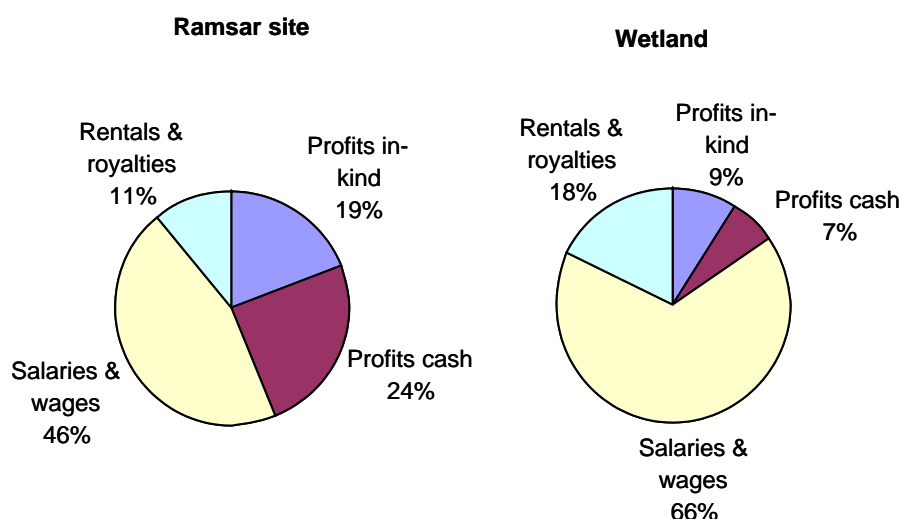 Ramsar site
Rentals &
royalties
11%
Profits in-
kind
19%
Profits cash
24%
Salaries &
wages
46%
Wetland
Rentals &
royalties
18%
Profits in-
kind
9%
Profits cash
7%
Salaries &
wages
66%